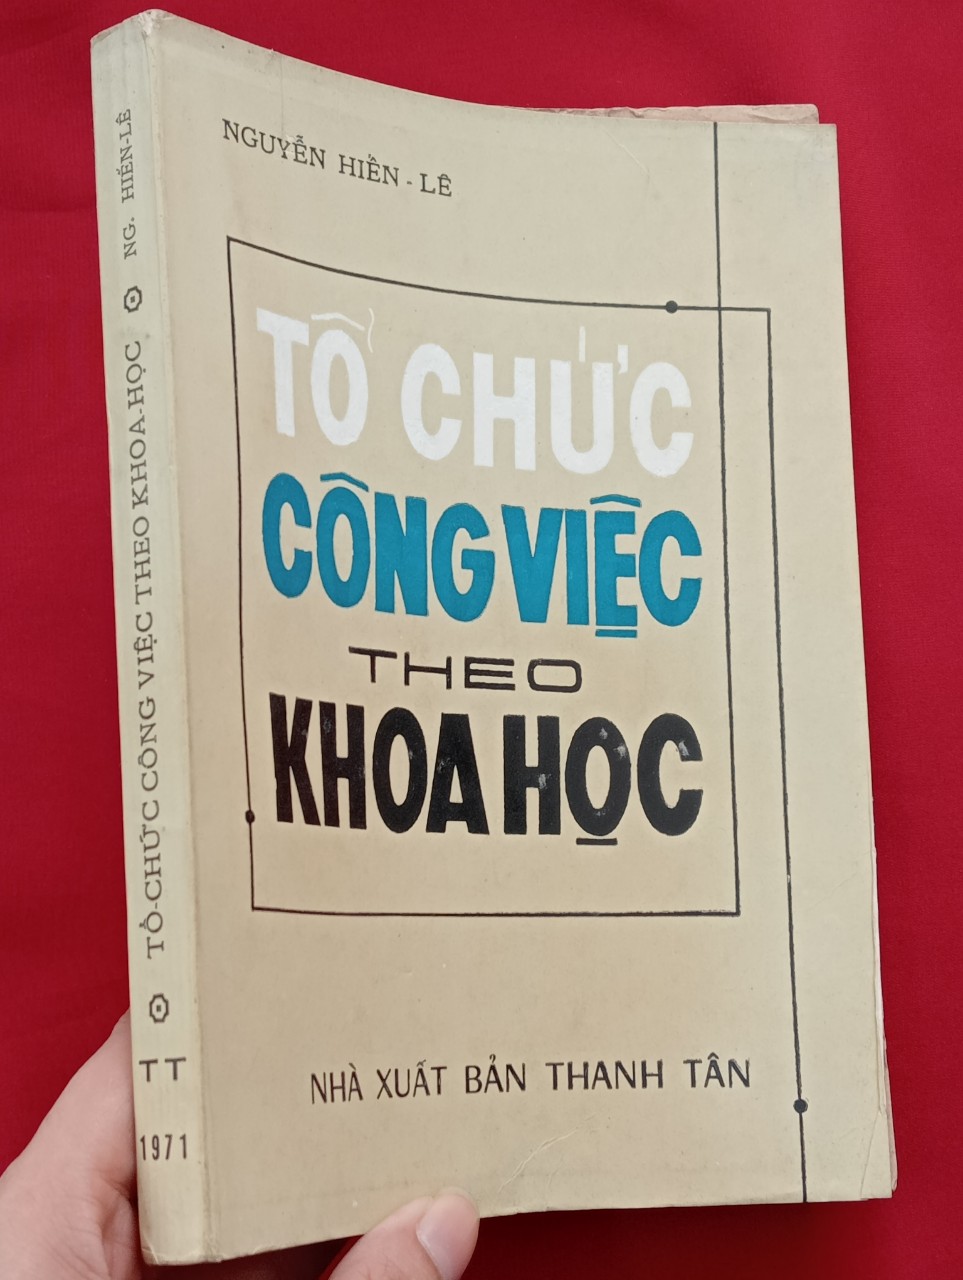 NGUYỄN HIẾN - LÊ
TỔ CHỨC
CÔNG VIỆC
THEO
KHOA HỌC
NHÀ XUẤT BẢN THANH TÂN
NG. HIẾN-LÊ
TỔ-CHỨC CÔNG VIỆC THEO KHOA-HỌC
TT
1971